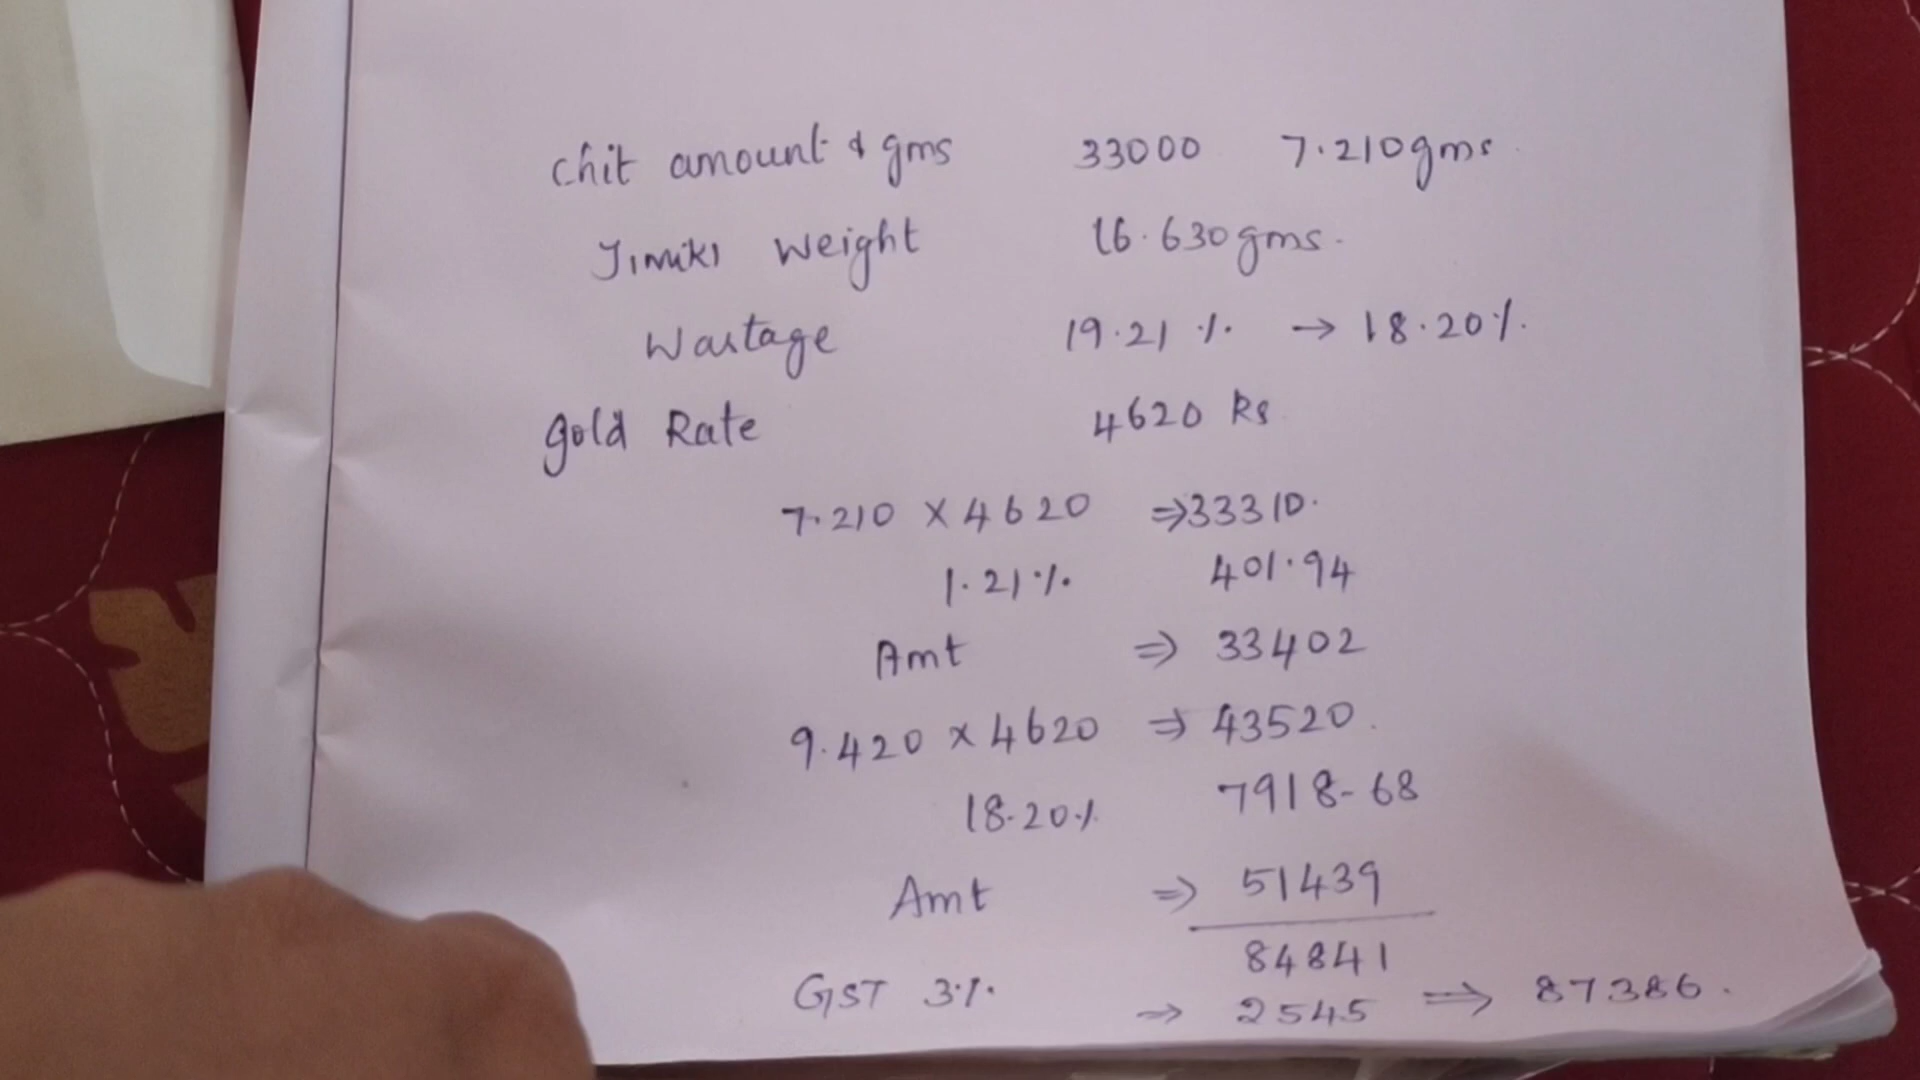 chit amount & gms 33000 7.210gms
Jimiki weight 16.630gms.
Wastage 19.21 % → 18.20%.
gold Rate 4620 Rs
7.210 x 4620 ⇒33310.
1.21%. 401.94
Amt ⇒ 33402
9.420 x 4620 ⇒ 43520.
18.20% 7918-68
Amt ⇒ 51439
84841
GST 3%. ⇒ 2545 ⇒ 87386.